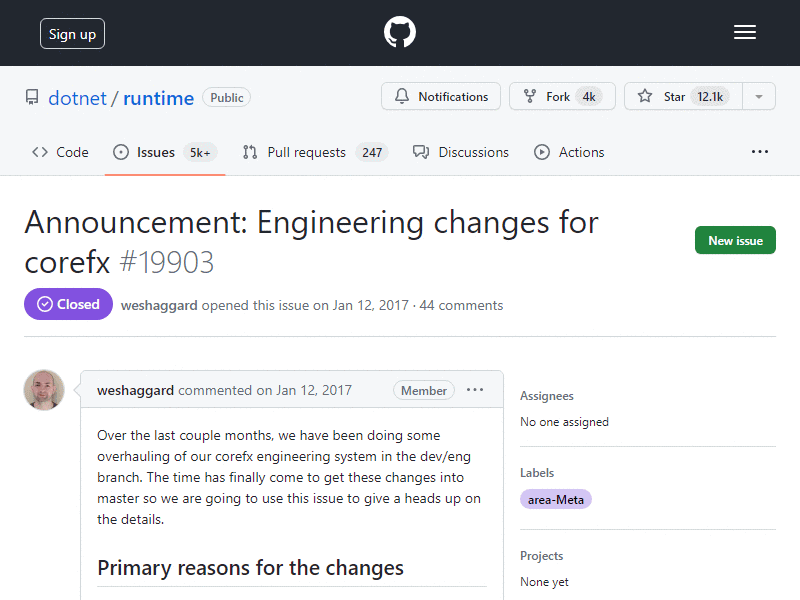 Sign up
dotnet / runtime Public
Notifications Fork 4k Star 12.1k
Code Issues 5k+ Pull requests 247 Discussions Actions
Announcement: Engineering changes for
corefx #19903
New issue
Closed weshaggard opened this issue on Jan 12, 2017 · 44 comments
weshaggard commented on Jan 12, 2017 Member
Over the last couple months, we have been doing some
overhauling of our corefx engineering system in the dev/eng
branch. The time has finally come to get these changes into
master so we are going to use this issue to give a heads up on
the details.
Primary reasons for the changes
Assignees
No one assigned
Labels
area-Meta
Projects
None yet